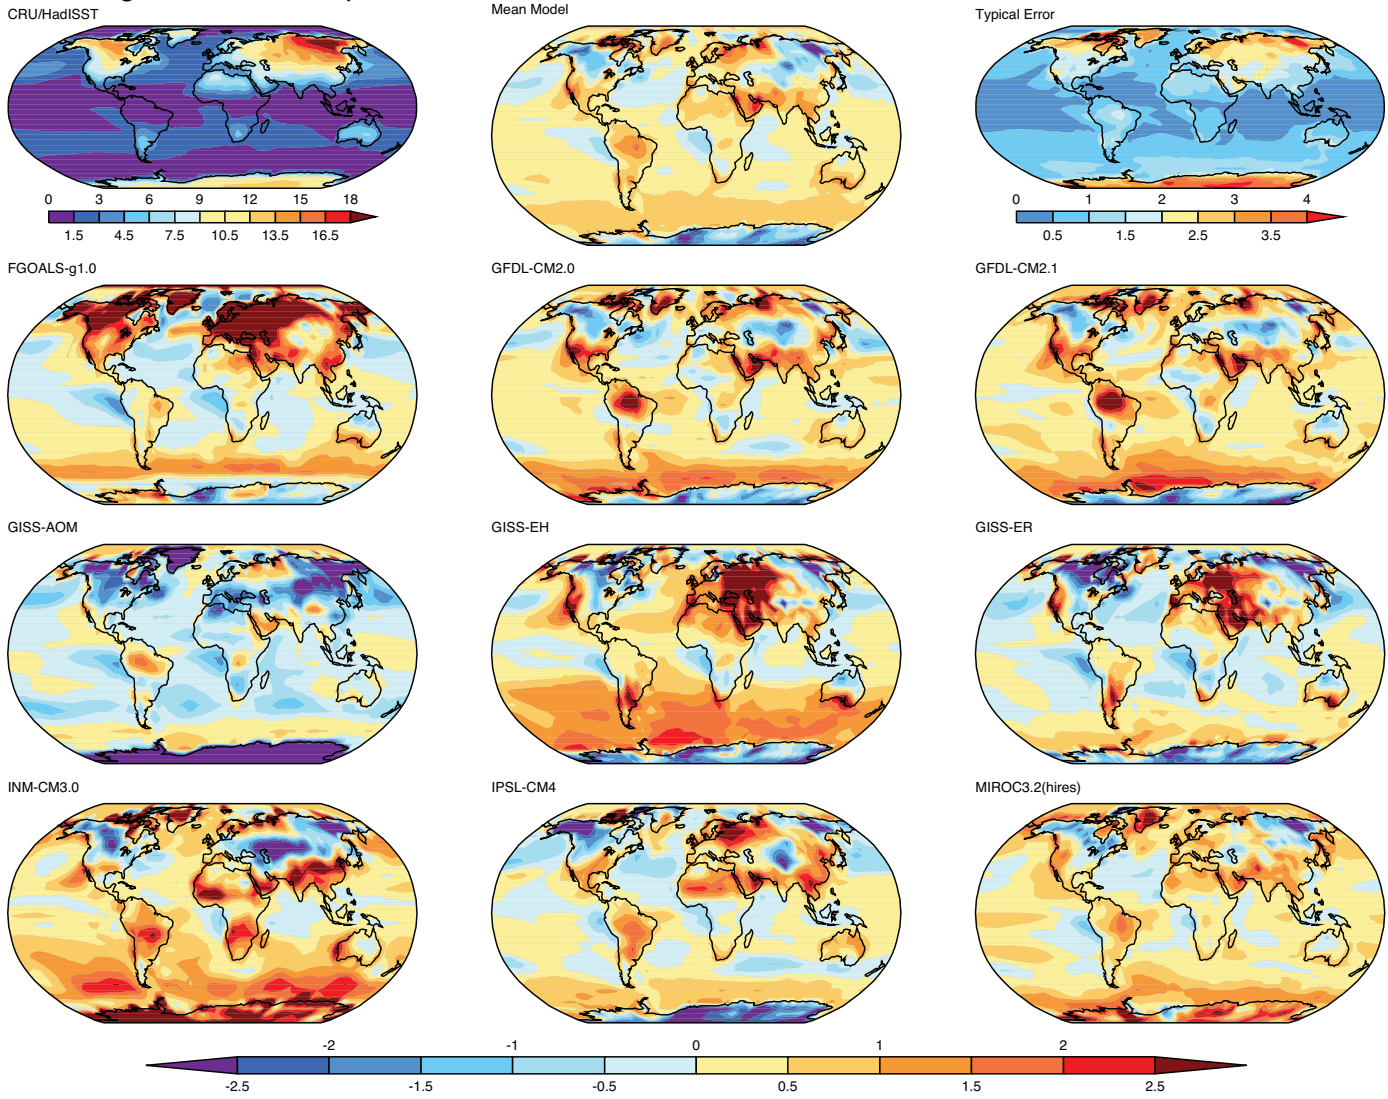 CRU/HadISST
Mean Model
Typical Error
0 3 6 9 12 15 18
1.5 4.5 7.5 10.5 13.5 16.5
0 1 2 3 4
0.5 1.5 2.5 3.5
FGOALS-g1.0
GFDL-CM2.0
GFDL-CM2.1
GISS-AOM
GISS-EH
GISS-ER
INM-CM3.0
IPSL-CM4
MIROC3.2(hires)
-2 -1 0 1 2
-2.5 -1.5 -0.5 0.5 1.5 2.5